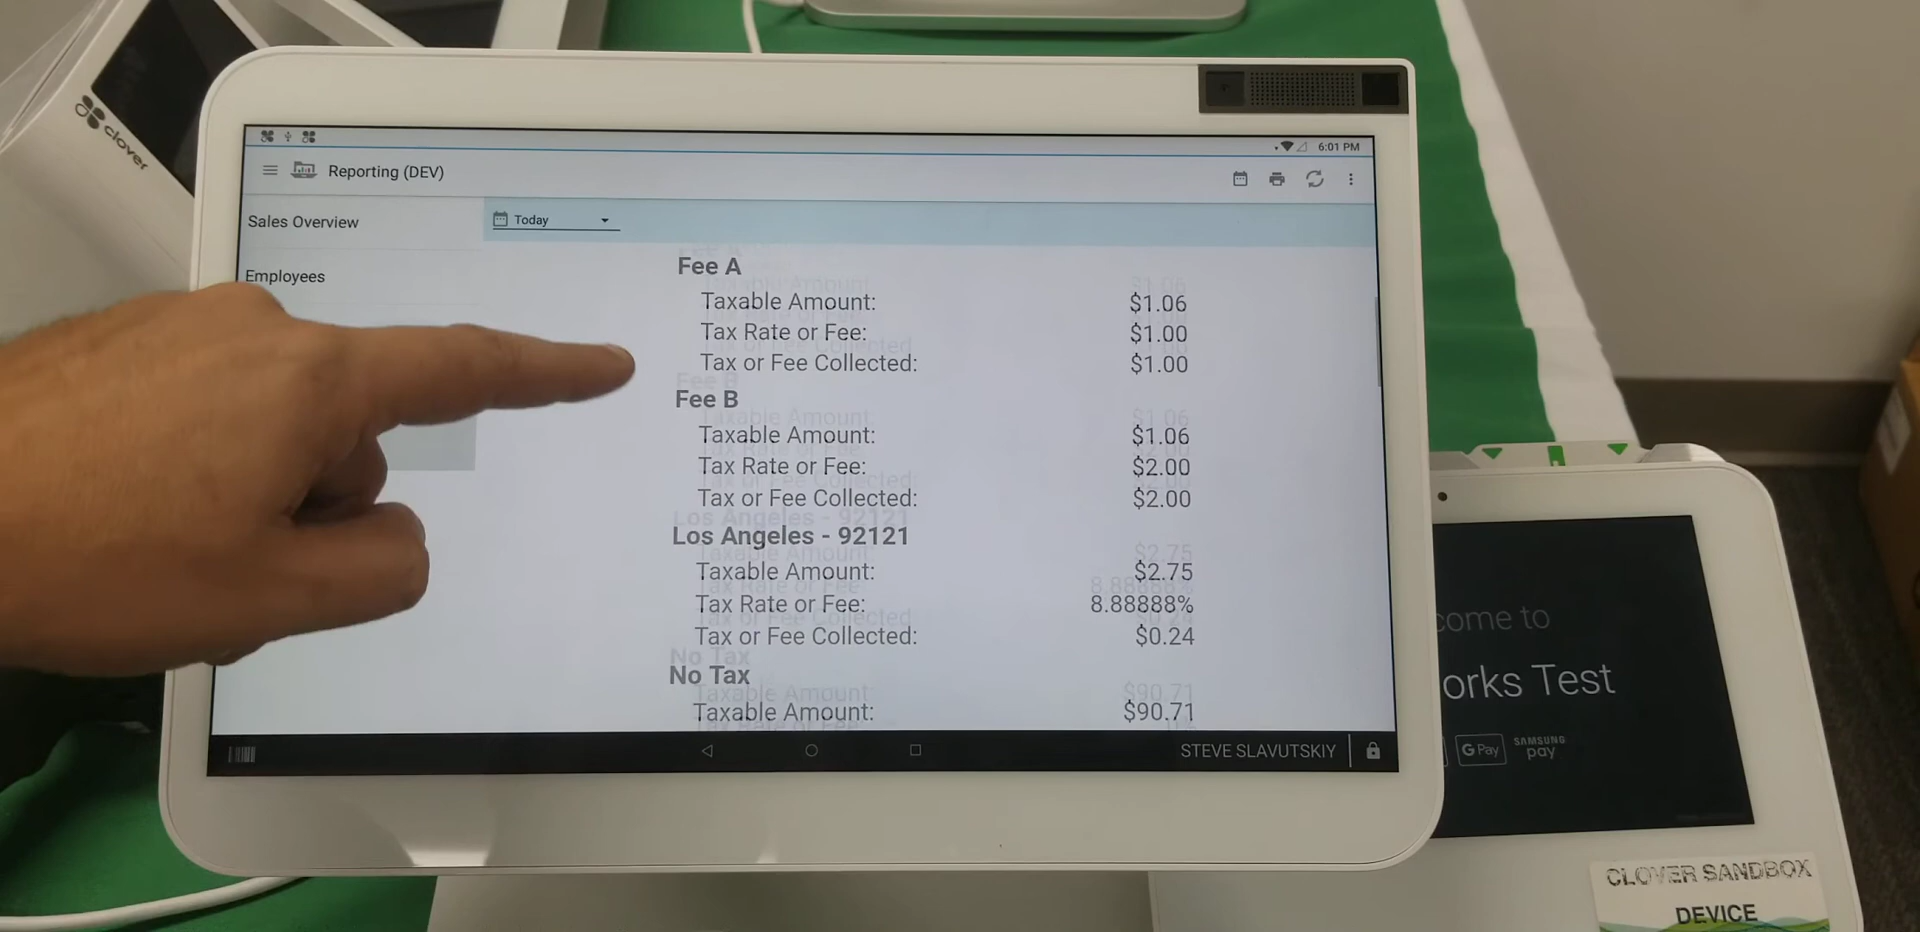 clover
6:01 PM
Reporting (DEV)
Sales Overview
Today
Employees
Fee A
Taxable Amount: $1.06
Tax Rate or Fee: $1.00
Tax or Fee Collected: $1.00
Fee B
Taxable Amount: $1.06
Tax Rate or Fee: $2.00
Tax or Fee Collected: $2.00
Los Angeles - 92121
Taxable Amount: $2.75
Tax Rate or Fee: 8.88888%
Tax or Fee Collected: $0.24
No Tax
Taxable Amount: $90.71
STEVE SLAVUTSKIY
come to
orks Test
G Pay
SAMSUNG
pay
CLOVER SANDBOX
DEVICE